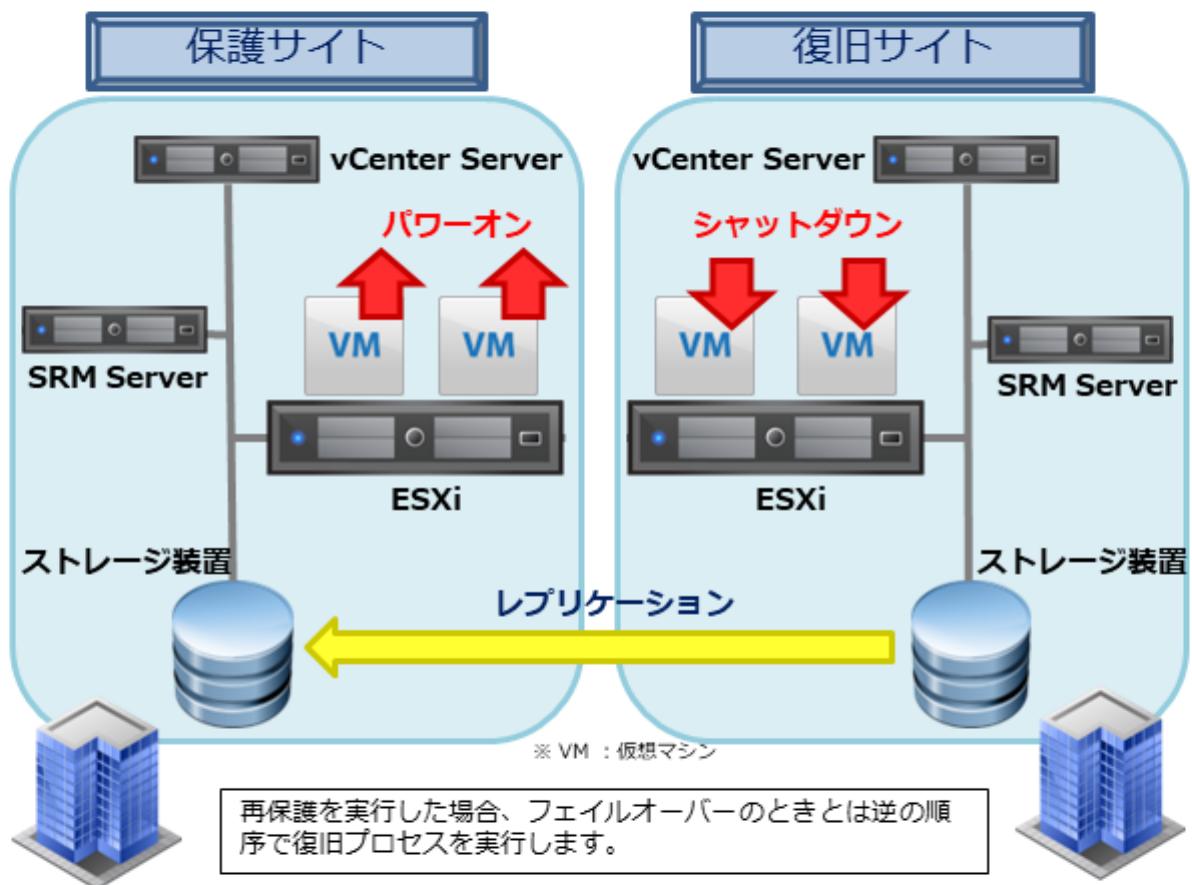 保護サイト
復旧サイト
vCenter Server
vCenter Server
パワーオン
シャットダウン
VM
VM
VM
VM
SRM Server
SRM Server
ESXi
ESXi
ストレージ装置
ストレージ装置
レプリケーション
※ VM ：仮想マシン
再保護を実行した場合、フェイルオーバーのときとは逆の順
序で復旧プロセスを実行します。